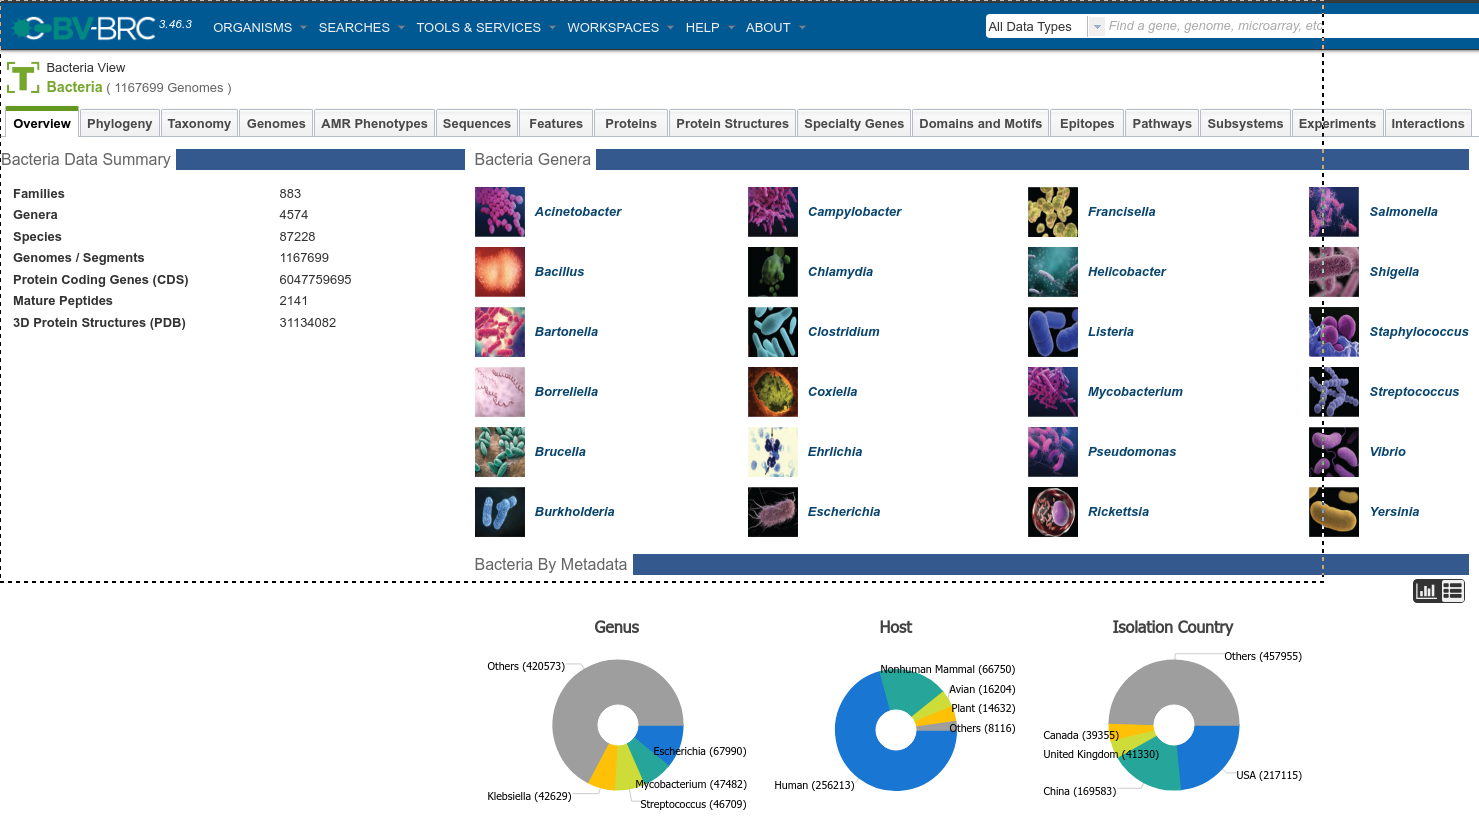 BV-BRC 3.46.3 ORGANISMS SEARCHES TOOLS & SERVICES WORKSPACES HELP ABOUT All Data Types Find a gene, genome, microarray, etc
Bacteria View
Bacteria ( 1167699 Genomes )
Overview Phylogeny Taxonomy Genomes AMR Phenotypes Sequences Features Proteins Protein Structures Specialty Genes Domains and Motifs Epitopes Pathways Subsystems Experiments Interactions
Bacteria Data Summary
Families 883
Genera 4574
Species 87228
Genomes / Segments 1167699
Protein Coding Genes (CDS) 6047759695
Mature Peptides 2141
3D Protein Structures (PDB) 31134082
Bacteria Genera
Acinetobacter Campylobacter Francisella Salmonella
Bacillus Chlamydia Helicobacter Shigella
Bartonella Clostridium Listeria Staphylococcus
Borreliella Coxiella Mycobacterium Streptococcus
Brucella Ehrlichia Pseudomonas Vibrio
Burkholderia Escherichia Rickettsia Yersinia
Bacteria By Metadata
Genus
Others (420573)
Escherichia (67990)
Mycobacterium (47482)
Klebsiella (42629)
Streptococcus (46709)
Host
Nonhuman Mammal (66750)
Avian (16204)
Plant (14632)
Others (8116)
Human (256213)
Isolation Country
Others (457955)
Canada (39355)
United Kingdom (41330)
USA (217115)
China (169583)